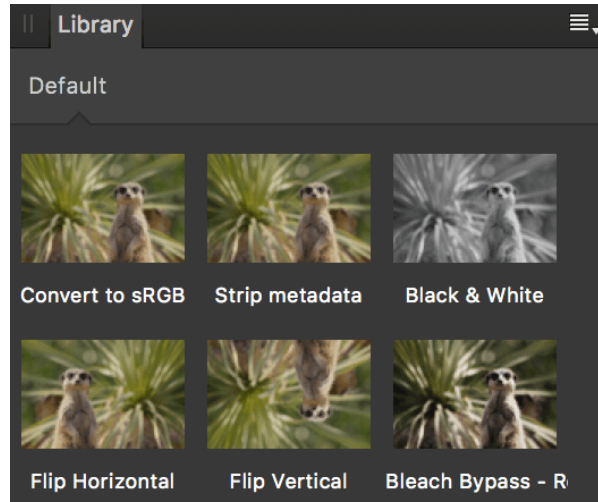 Library
Default
Convert to sRGB
Strip metadata
Black & White
Flip Horizontal
Flip Vertical
Bleach Bypass - R